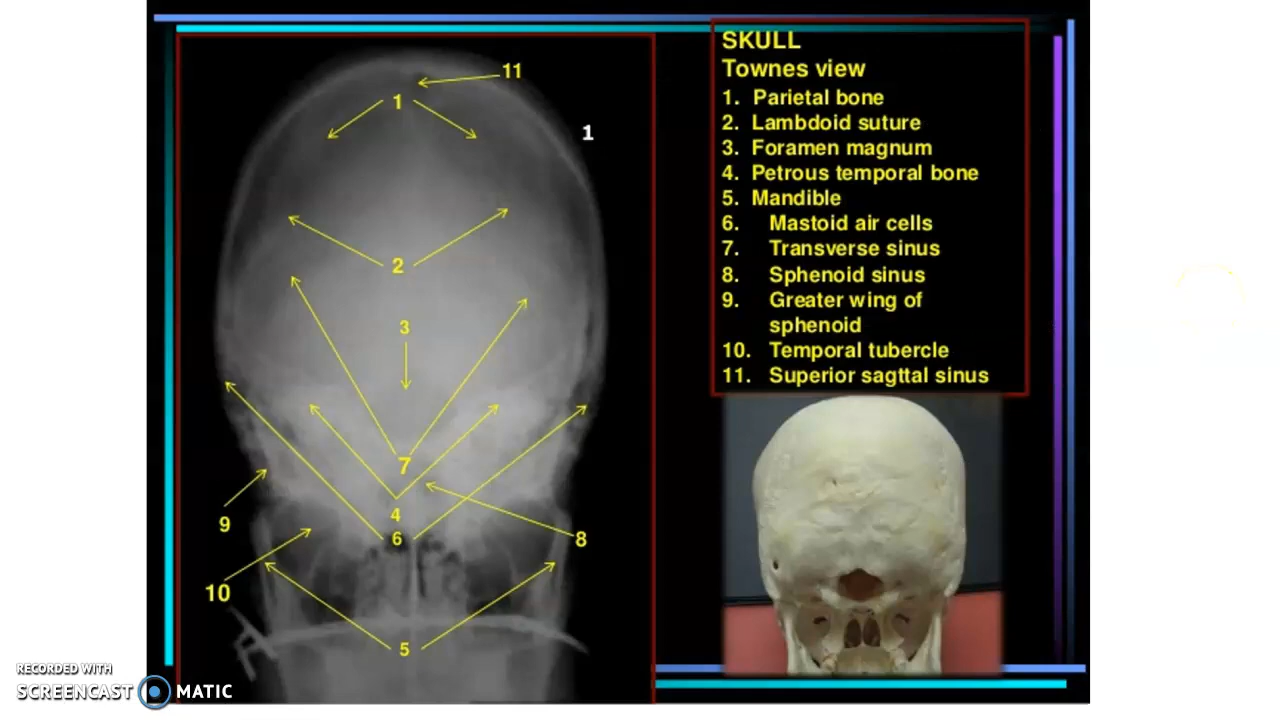 SKULL
Townes view
1. Parietal bone
2. Lambdoid suture
3. Foramen magnum
4. Petrous temporal bone
5. Mandible
6. Mastoid air cells
7. Transverse sinus
8. Sphenoid sinus
9. Greater wing of
sphenoid
10. Temporal tubercle
11. Superior sagttal sinus
11
1
1
2
3
7
4
9
6
8
10
5
RECORDED WITH
SCREENCAST MATIC